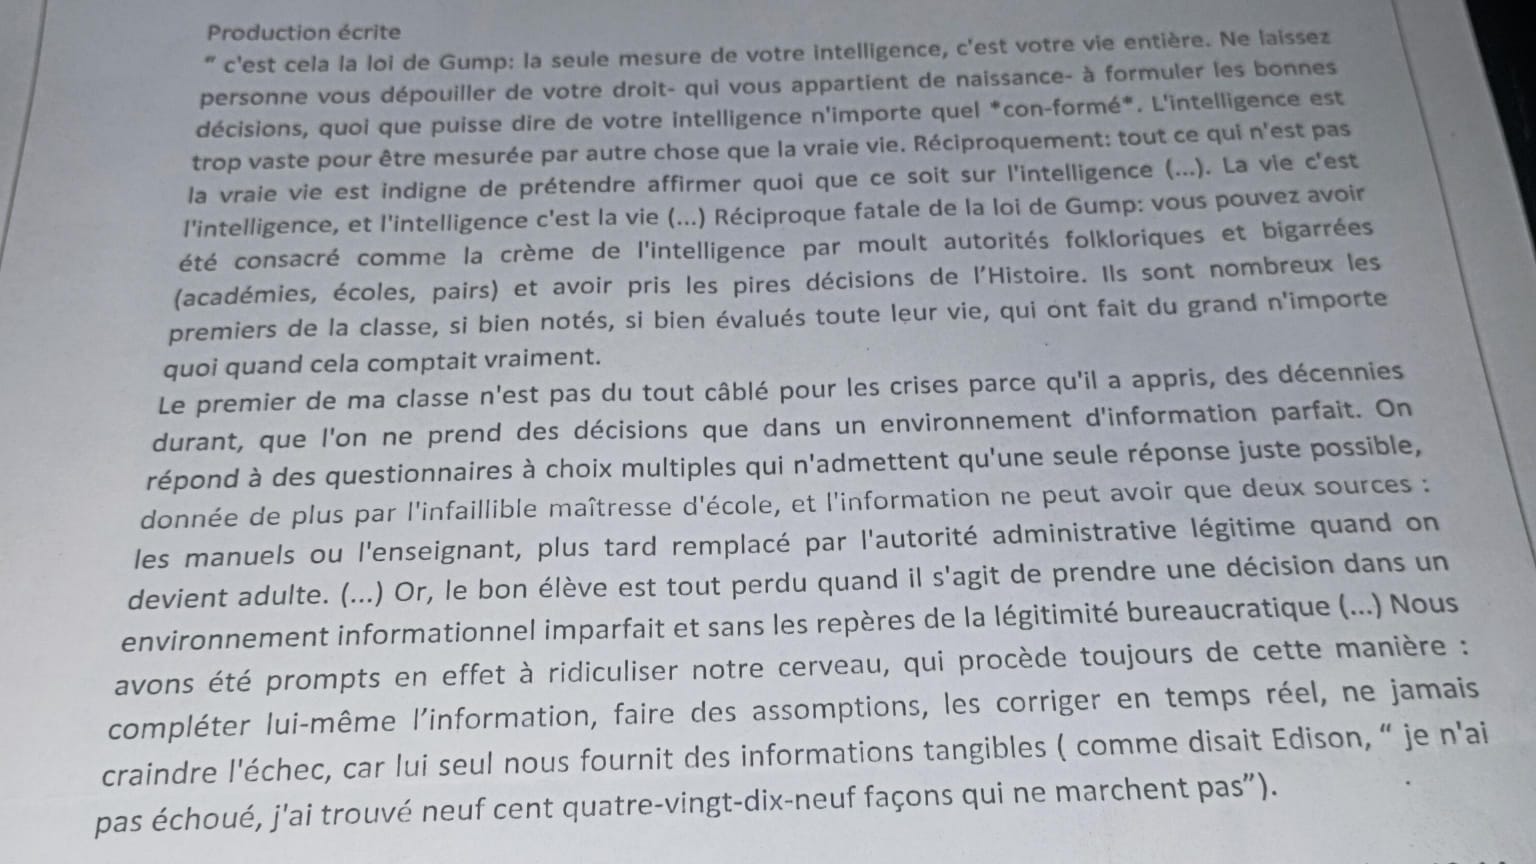 Production écrite
“ c'est cela la loi de Gump: la seule mesure de votre intelligence, c'est votre vie entière. Ne laissez
personne vous dépouiller de votre droit- qui vous appartient de naissance- à formuler les bonnes
décisions, quoi que puisse dire de votre intelligence n'importe quel *con-formé*. L'intelligence est
trop vaste pour être mesurée par autre chose que la vraie vie. Réciproquement: tout ce qui n'est pas
la vraie vie est indigne de prétendre affirmer quoi que ce soit sur l'intelligence (...). La vie c'est
l'intelligence, et l'intelligence c'est la vie (...) Réciproque fatale de la loi de Gump: vous pouvez avoir
été consacré comme la crème de l'intelligence par moult autorités folkloriques et bigarrées
(académies, écoles, pairs) et avoir pris les pires décisions de l’Histoire. Ils sont nombreux les
premiers de la classe, si bien notés, si bien évalués toute leur vie, qui ont fait du grand n'importe
quoi quand cela comptait vraiment.
Le premier de ma classe n'est pas du tout câblé pour les crises parce qu'il a appris, des décennies
durant, que l'on ne prend des décisions que dans un environnement d'information parfait. On
répond à des questionnaires à choix multiples qui n'admettent qu'une seule réponse juste possible,
donnée de plus par l'infaillible maîtresse d'école, et l'information ne peut avoir que deux sources :
les manuels ou l'enseignant, plus tard remplacé par l'autorité administrative légitime quand on
devient adulte. (...) Or, le bon élève est tout perdu quand il s'agit de prendre une décision dans un
environnement informationnel imparfait et sans les repères de la légitimité bureaucratique (...) Nous
avons été prompts en effet à ridiculiser notre cerveau, qui procède toujours de cette manière :
compléter lui-même l’information, faire des assomptions, les corriger en temps réel, ne jamais
craindre l'échec, car lui seul nous fournit des informations tangibles ( comme disait Edison, “ je n'ai
pas échoué, j'ai trouvé neuf cent quatre-vingt-dix-neuf façons qui ne marchent pas”).